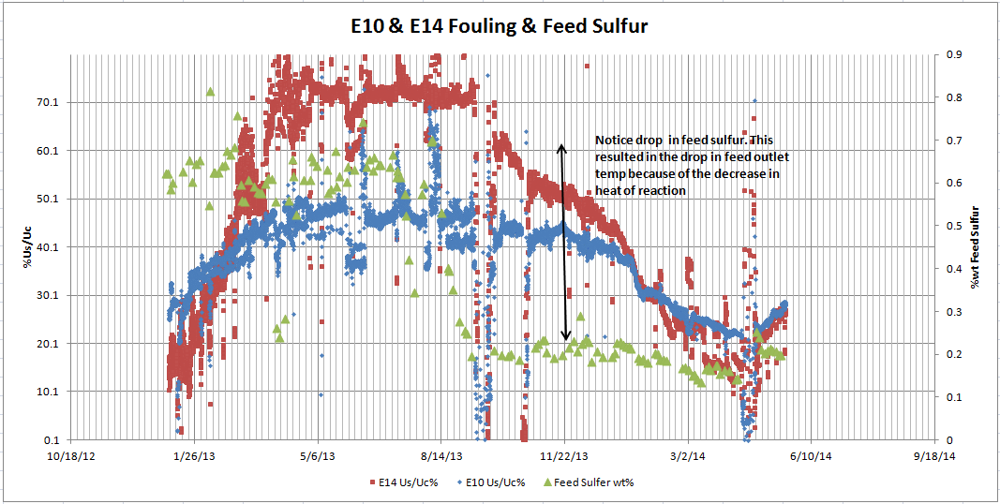 E10 & E14 Fouling & Feed Sulfur
0.9
70.1
0.8
60.1
0.7
50.1
0.6
40.1
0.5
30.1
0.4
20.1
0.3
10.1
0.2
0.1
0.1
0
%Us/Uc
%wt Feed sulfur
Notice drop in feed sulfur. This
resulted in the drop in feed outlet
temp because of the decrease in
heat of reaction
10/18/12 1/26/13 5/6/13 8/14/13 11/22/13 3/2/14 6/10/14 9/18/14
E14 Us/Uc% E10 Us/Uc% Feed Sulfer wt%